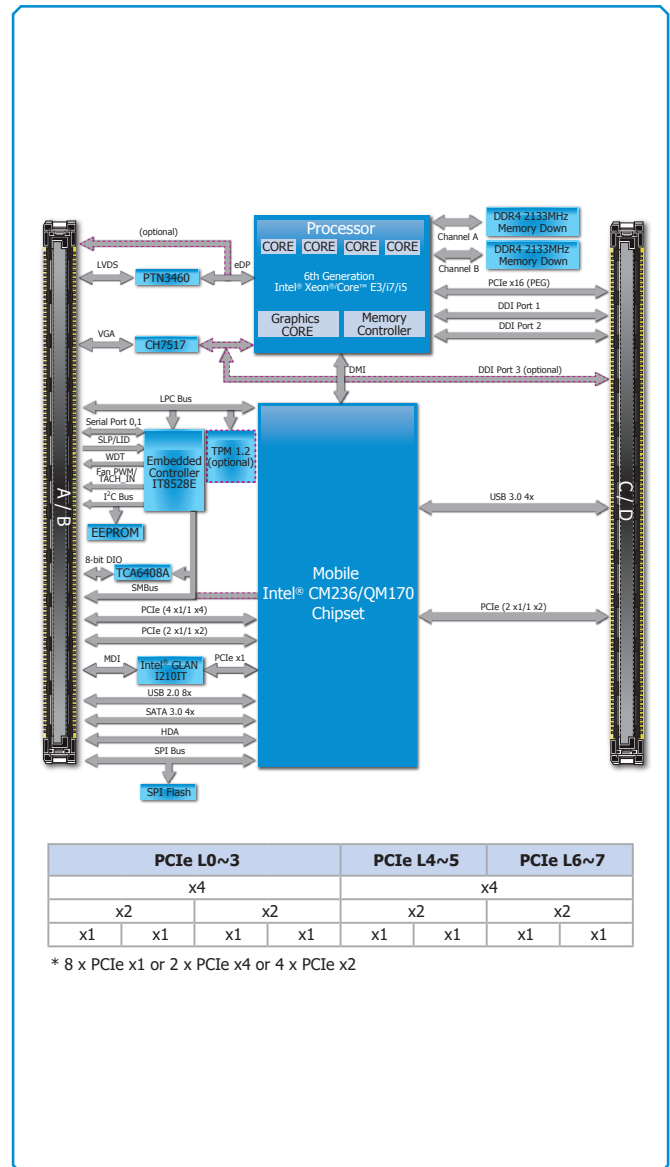 Processor
CORE CORE CORE CORE
6th Generation
Intel® Xeon®/Core™ E3/i7/i5
Graphics
CORE
Memory
Controller
DDR4 2133MHz
Memory Down
Channel A
DDR4 2133MHz
Memory Down
Channel B
(optional)
LVDS
PTN3460
eDP
PCIe x16 (PEG)
DDI Port 1
DDI Port 2
VGA
CH7517
DMI
DDI Port 3 (optional)
LPC Bus
Serial Port 0,1
SLP/LID
WDT
Fan PWM/
TACH_IN
I²C Bus
Embedded
Controller
IT8528E
TPM 1.2
(optional)
EEPROM
A / B
C / D
USB 3.0 4x
8-bit DIO
TCA6408A
SMBus
Mobile
Intel® CM236/QM170
Chipset
PCIe (4 x1/1 x4)
PCIe (2 x1/1 x2)
PCIe (2 x1/1 x2)
MDI
Intel® GLAN
I210IT
PCIe x1
USB 2.0 8x
SATA 3.0 4x
HDA
SPI Bus
SPI Flash
PCIe L0~3 PCIe L4~5 PCIe L6~7
x4 x4
x2 x2 x2 x2
x1 x1 x1 x1 x1 x1 x1 x1
* 8 x PCIe x1 or 2 x PCIe x4 or 4 x PCIe x2